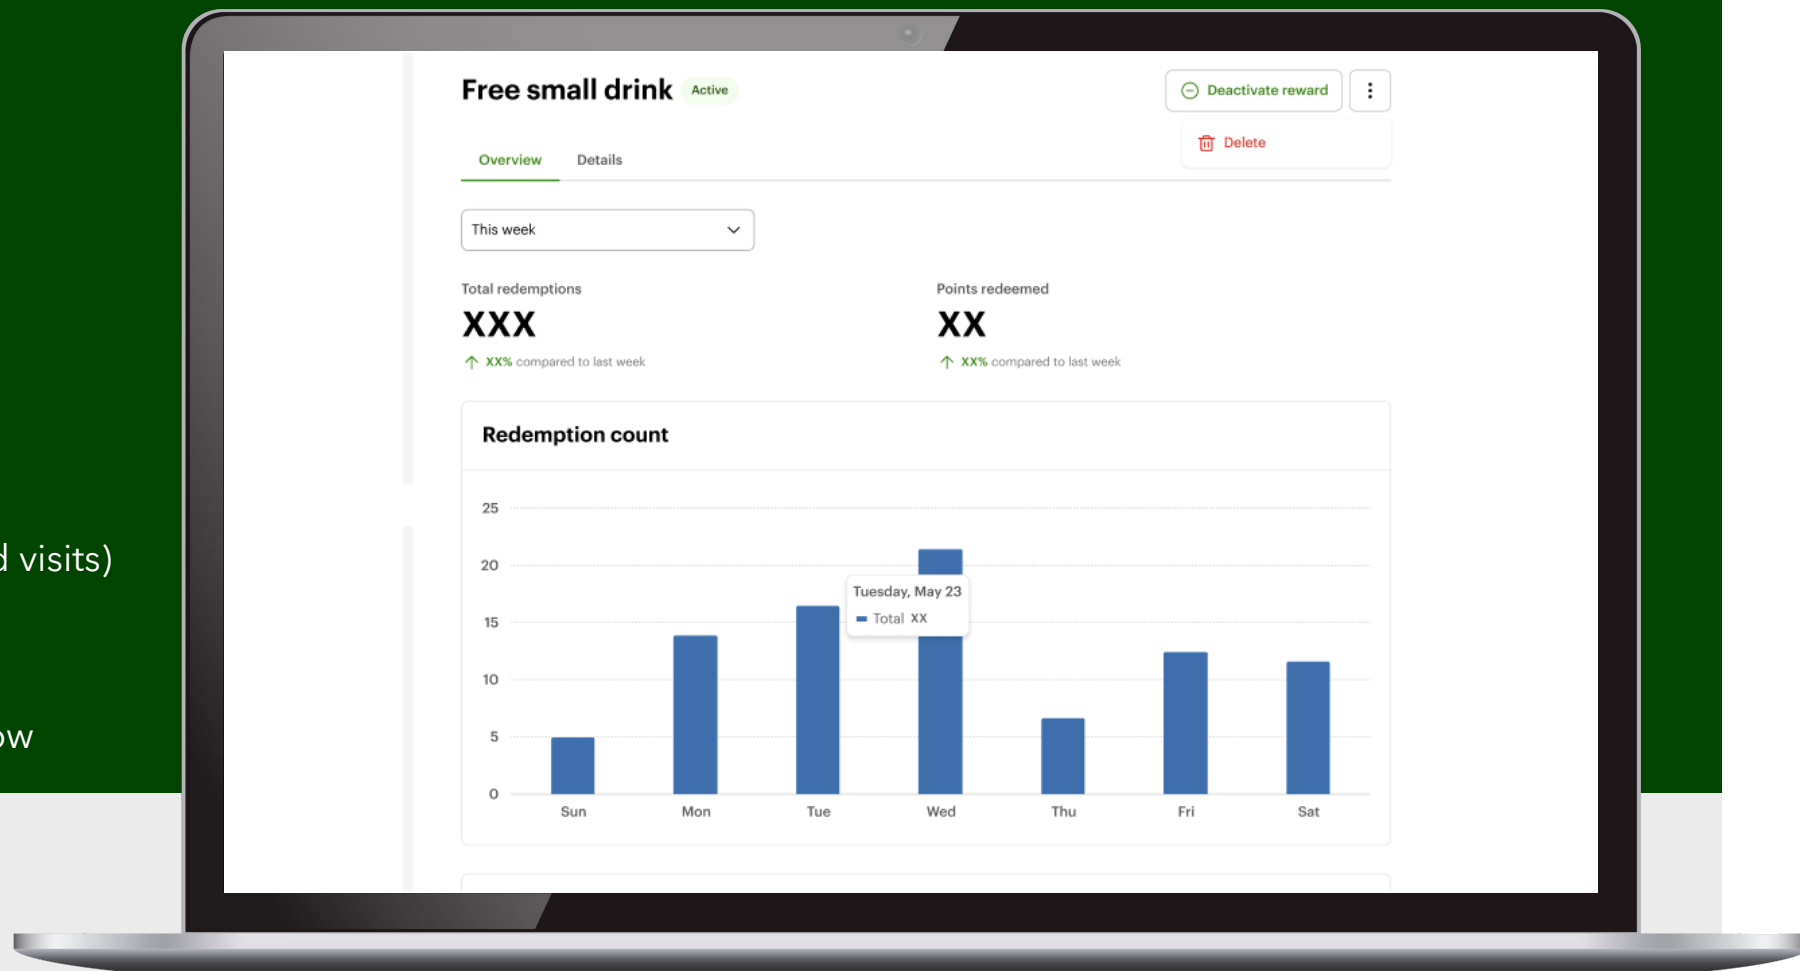 Free small drink Active
Deactivate reward
Delete
Overview Details
This week
Total redemptions
XXX
XX% compared to last week
Points redeemed
XX
XX% compared to last week
Redemption count
25
20
15
10
5
0
Tuesday, May 23
Total XX
Sun Mon Tue Wed Thu Fri Sat
visits)